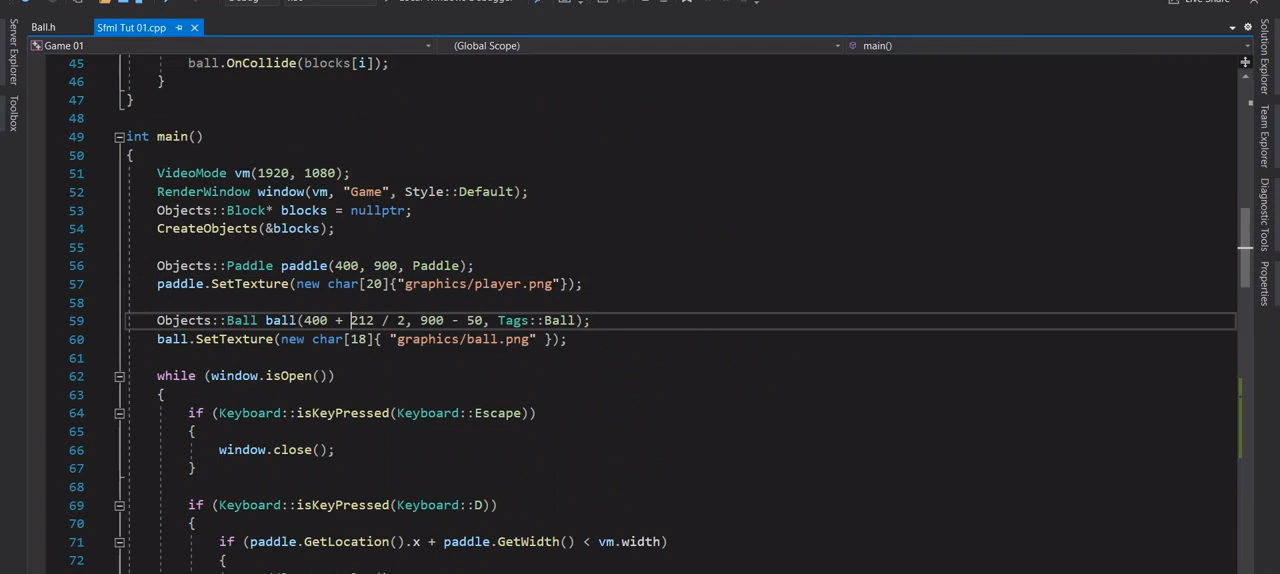 Ball.h
Sfml Tut 01.cpp
Game 01
(Global Scope)
main()
Server Explorer
Toolbox
Solution Explorer
Team Explorer
Diagnostic Tools
Properties
45 ball.OnCollide(blocks[i]);
46 }
47 }
48
49 int main()
50 {
51 VideoMode vm(1920, 1080);
52 RenderWindow window(vm, "Game", Style::Default);
53 Objects::Block* blocks = nullptr;
54 CreateObjects(&blocks);
55
56 Objects::Paddle paddle(400, 900, Paddle);
57 paddle.SetTexture(new char[20]{"graphics/player.png"});
58
59 Objects::Ball ball(400 + 212 / 2, 900 - 50, Tags::Ball);
60 ball.SetTexture(new char[18]{ "graphics/ball.png" });
61
62 while (window.isOpen())
63 {
64 if (Keyboard::isKeyPressed(Keyboard::Escape))
65 {
66 window.close();
67 }
68
69 if (Keyboard::isKeyPressed(Keyboard::D))
70 {
71 if (paddle.GetLocation().x + paddle.GetWidth() < vm.width)
72 {